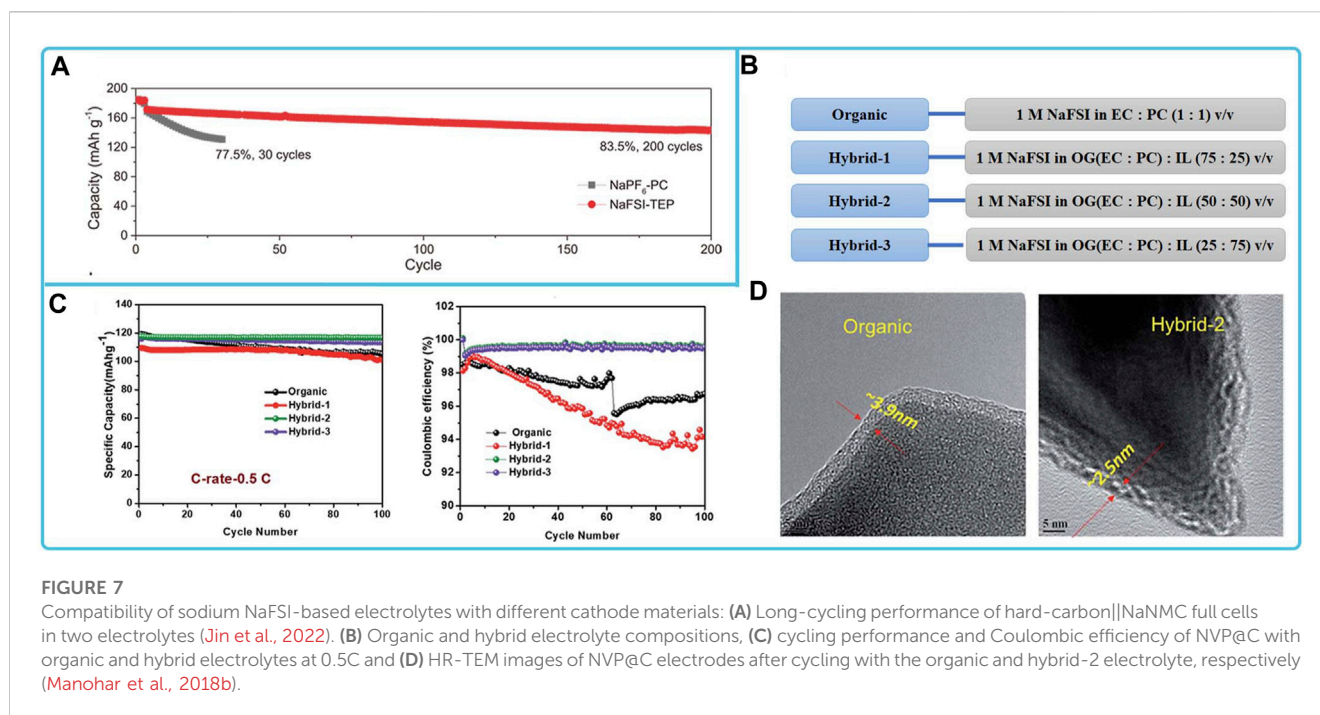 A
Capacity (mAh g⁻¹)
200
160
120
80
40
0
77.5%, 30 cycles
83.5%, 200 cycles
NaPF₆-PC
NaFSI-TEP
0
50
100
150
200
Cycle
B
Organic
1 M NaFSI in EC : PC (1 : 1) v/v
Hybrid-1
1 M NaFSI in OG(EC : PC) : IL (75 : 25) v/v
Hybrid-2
1 M NaFSI in OG(EC : PC) : IL (50 : 50) v/v
Hybrid-3
1 M NaFSI in OG(EC : PC) : IL (25 : 75) v/v
C
Specific Capacity(mAhg⁻¹)
140
120
100
80
60
40
20
0
Organic
Hybrid-1
Hybrid-2
Hybrid-3
C-rate-0.5 C
0
20
40
60
80
100
Cycle Number
Coulombic efficiency (%)
102
100
98
96
94
92
90
Organic
Hybrid-1
Hybrid-2
Hybrid-3
0
20
40
60
80
100
Cycle Number
D
Organic
~3.9nm
Hybrid-2
~2.5nm
5 nm
FIGURE 7
Compatibility of sodium NaFSI-based electrolytes with different cathode materials: (A) Long-cycling performance of hard-carbon||NaNMC full cells
in two electrolytes (Jin et al., 2022). (B) Organic and hybrid electrolyte compositions, (C) cycling performance and Coulombic efficiency of NVP@C with
organic and hybrid electrolytes at 0.5C and (D) HR-TEM images of NVP@C electrodes after cycling with the organic and hybrid-2 electrolyte, respectively
(Manohar et al., 2018b).